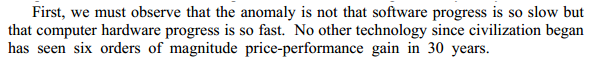 First, we must observe that the anomaly is not that software progress is so slow but
that computer hardware progress is so fast. No other technology since civilization began
has seen six orders of magnitude price-performance gain in 30 years.